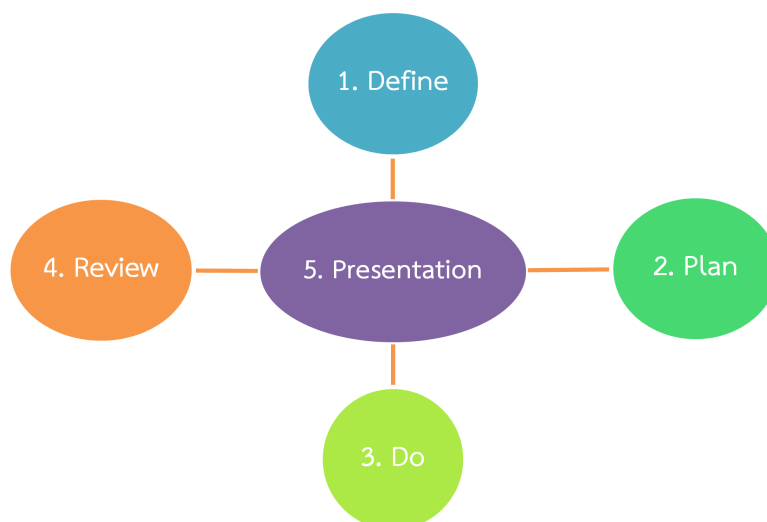 1. Define
2. Plan
3. Do
4. Review
5. Presentation